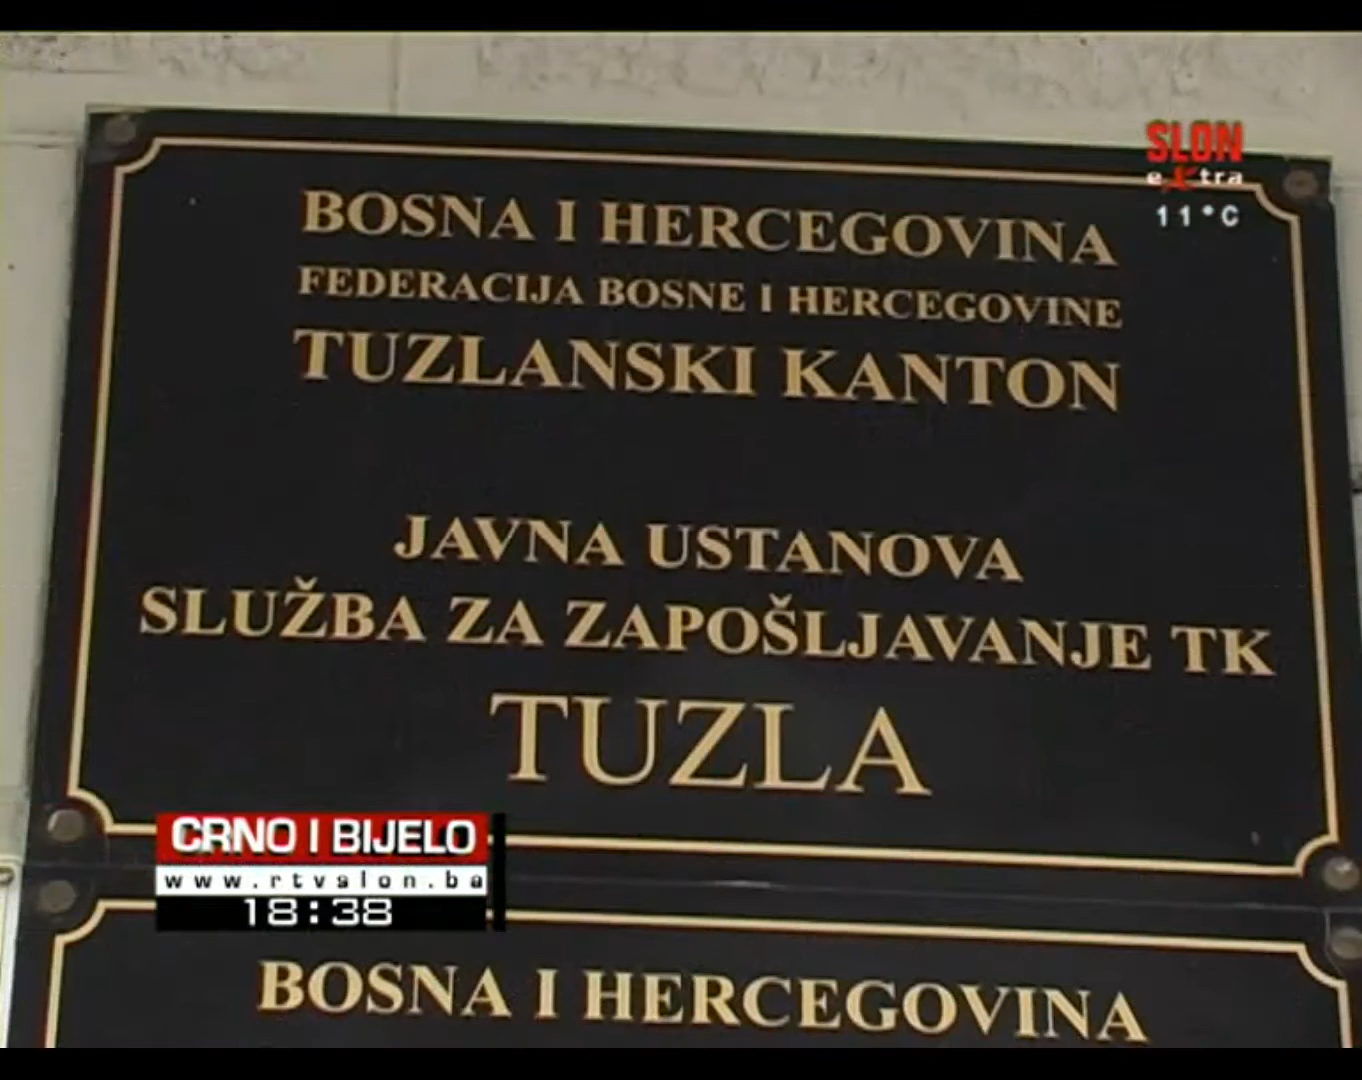 SLON
extra
11°C
BOSNA I HERCEGOVINA
FEDERACIJA BOSNE I HERCEGOVINE
TUZLANSKI KANTON
JAVNA USTANOVA
SLUŽBA ZA ZAPOŠLJAVANJE TK
TUZLA
CRNO I BIJELO
www.rtvslon.ba
18:38
BOSNA I HERCEGOVINA